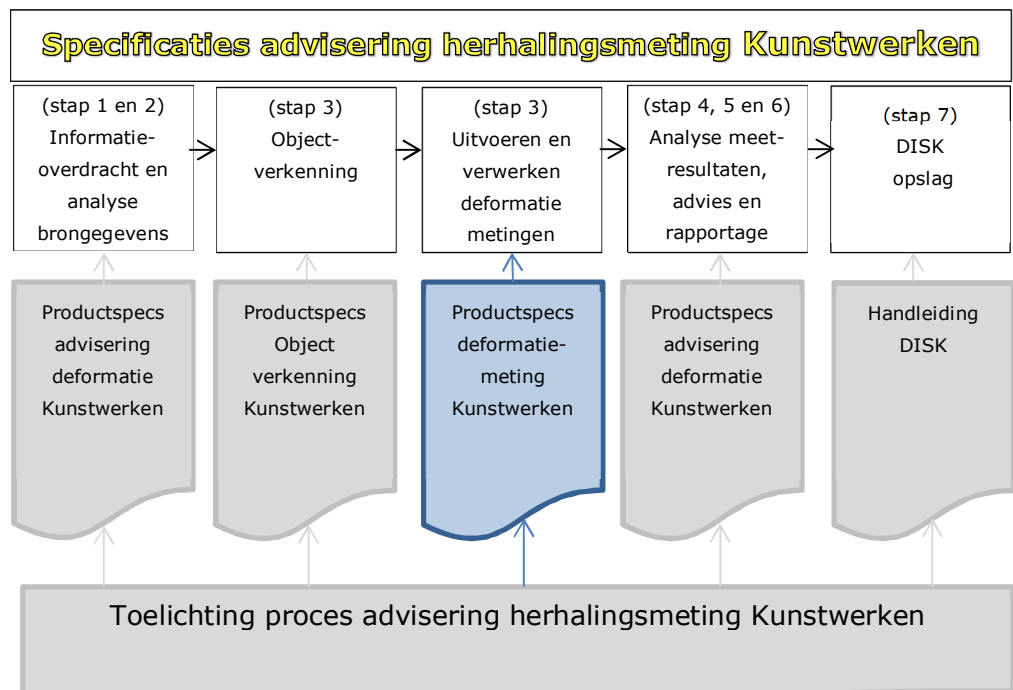 Specificaties advisering herhalingsmeting Kunstwerken
(stap 1 en 2)
Informatie-
overdracht en
analyse
brongegevens
(stap 3)
Object-
verkenning
(stap 3)
Uitvoeren en
verwerken
deformatie
metingen
(stap 4, 5 en 6)
Analyse meet-
resultaten,
advies en
rapportage
(stap 7)
DISK
opslag
Productspecs
advisering
deformatie
Kunstwerken
Productspecs
Object
verkenning
Kunstwerken
Productspecs
deformatie-
meting
Kunstwerken
Productspecs
advisering
deformatie
Kunstwerken
Handleiding
DISK
Toelichting proces advisering herhalingsmeting Kunstwerken